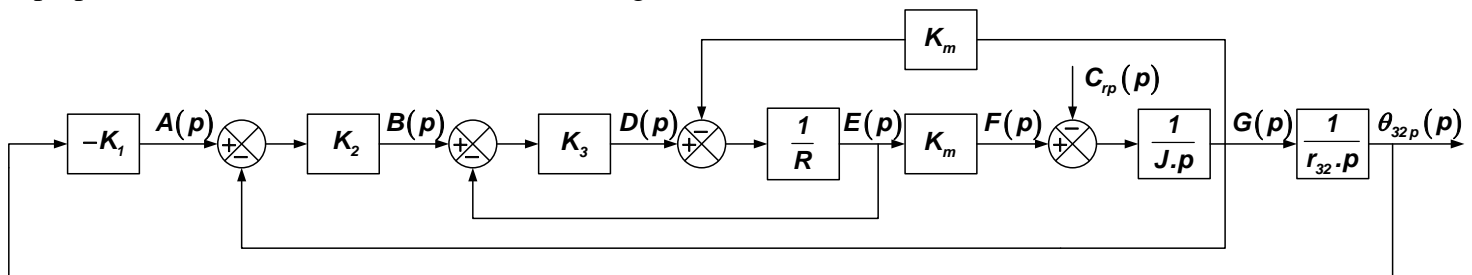 K_m
C_rp(p)
−K_1 A(p) + − K_2 B(p) + − K_3 D(p) − + 1/R E(p) K_m F(p) − + 1/J.p G(p) 1/r_32.p θ_32p(p)